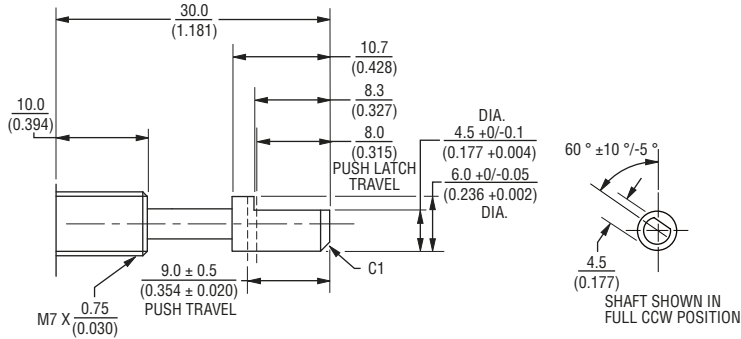 30.0
(1.181)
10.7
(0.428)
8.3
(0.327)
10.0
(0.394)
8.0
(0.315)
PUSH LATCH
TRAVEL
DIA.
4.5 +0/-0.1
(0.177 +0.004)
6.0 +0/-0.05
(0.236 +0.002)
DIA.
60 ° ±10 °/-5 °
9.0 ± 0.5
(0.354 ± 0.020)
PUSH TRAVEL
C1
M7 X 0.75
(0.030)
4.5
(0.177)
SHAFT SHOWN IN
FULL CCW POSITION